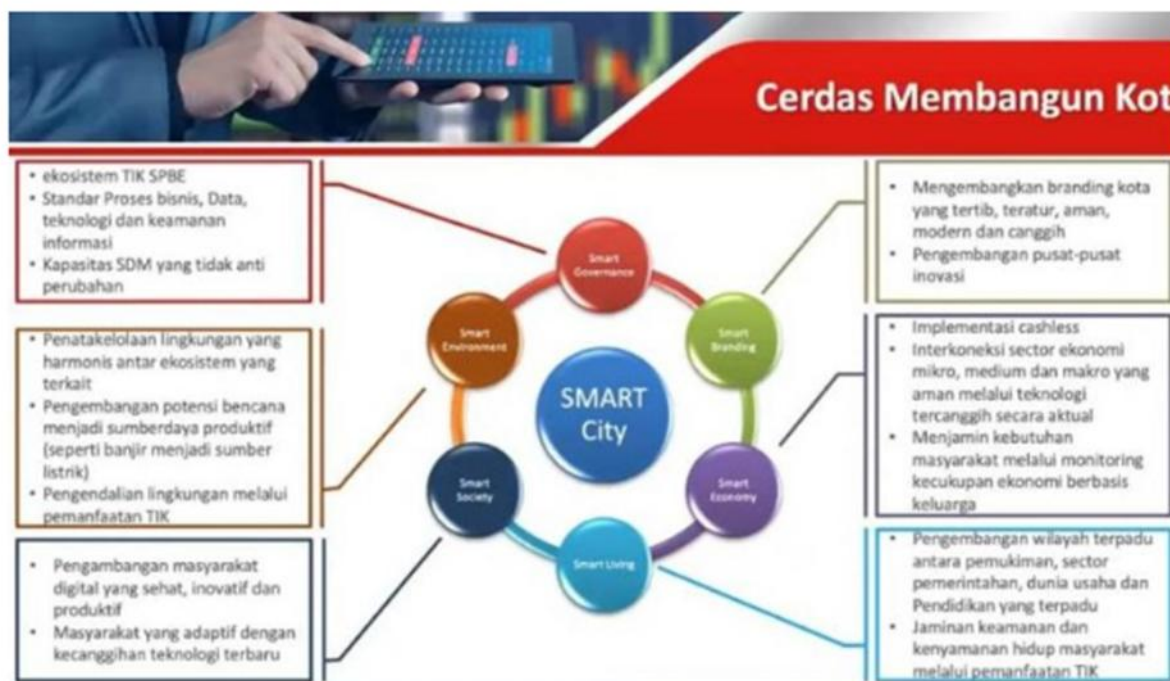 Cerdas Membangun Kot
• ekosistem TIK SPBE
• Standar Proses bisnis, Data,
teknologi dan keamanan
informasi
• Kapasitas SDM yang tidak anti
perubahan
• Penatakelolaan lingkungan yang
harmonis antar ekosistem yang
terkait
• Pengembangan potensi bencana
menjadi sumberdaya produktif
(seperti banjir menjadi sumber
listrik)
• Pengendalian lingkungan melalui
pemanfaatan TIK
• Pengambangan masyarakat
digital yang sehat, inovatif dan
produktif
• Masyarakat yang adaptif dengan
kecanggihan teknologi terbaru
Smart
Governance
Smart
Environment
Smart
Branding
SMART
City
Smart
Society
Smart
Economy
Smart Living
• Mengembangkan branding kota
yang tertib, teratur, aman,
modern dan canggih
• Pengembangan pusat-pusat
inovasi
• Implementasi cashless
• Interkoneksi sector ekonomi
mikro, medium dan makro yang
aman melalui teknologi
tercanggih secara aktual
• Menjamin kebutuhan
masyarakat melalui monitoring
kecukupan ekonomi berbasis
keluarga
• Pengembangan wilayah terpadu
antara pemukiman, sector
pemerintahan, dunia usaha dan
Pendidikan yang terpadu
• Jaminan keamanan dan
kenyamanan hidup masyarakat
melalui pemanfaatan TIK